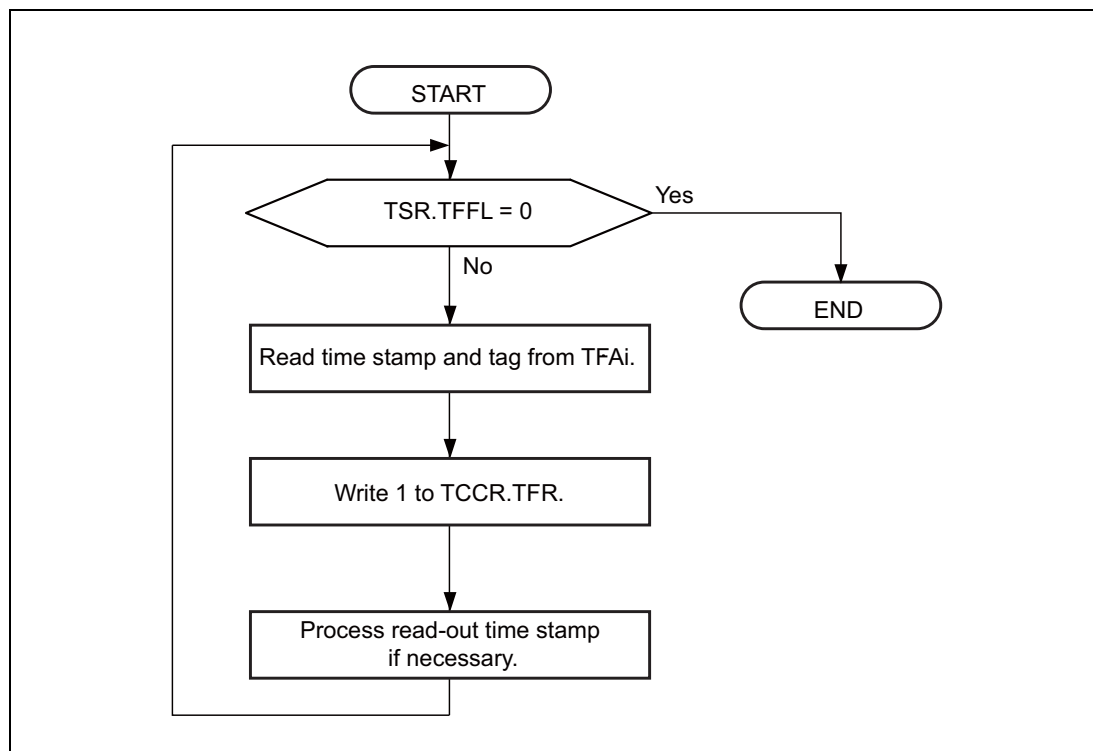 START
TSR.TFFL = 0
Yes
No
END
Read time stamp and tag from TFAi.
Write 1 to TCCR.TFR.
Process read-out time stamp
if necessary.